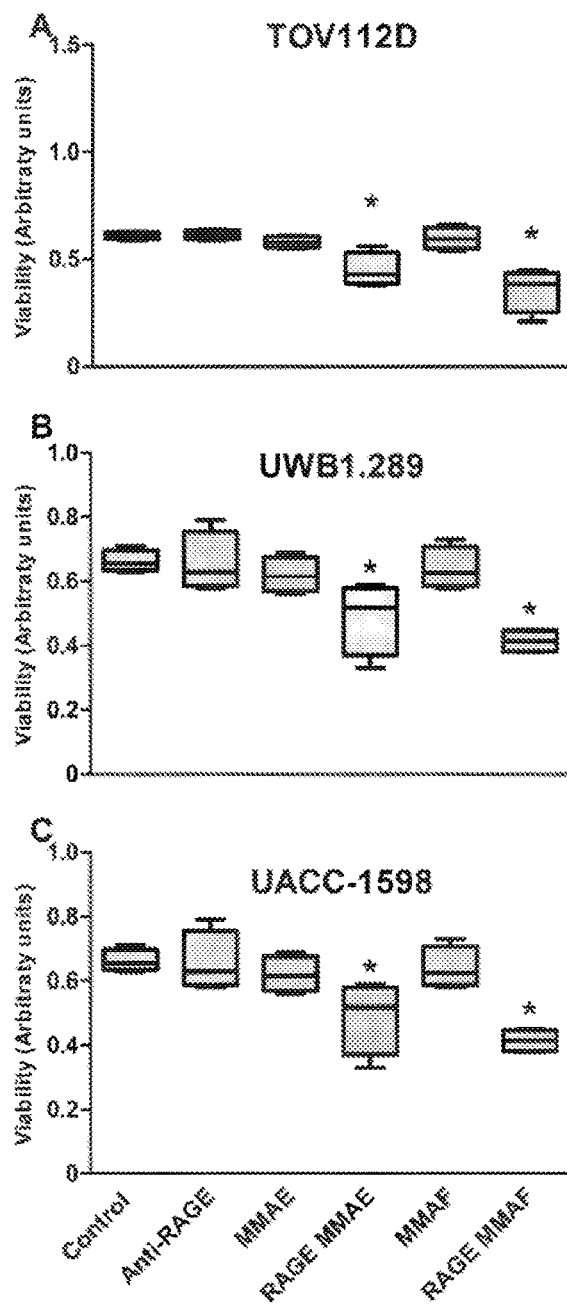 A
TOV112D
Viability (Arbitraty units)
1.5
1.0
0.5
0
*
*
B
UWB1.289
Viability (Arbitraty units)
1.0
0.8
0.6
0.4
0.2
0
*
*
C
UACC-1598
Viability (Arbitraty units)
1.0
0.8
0.6
0.4
0.2
0
*
*
Control
Anti-RAGE
MMAE
RAGE MMAE
MMAF
RAGE MMAF